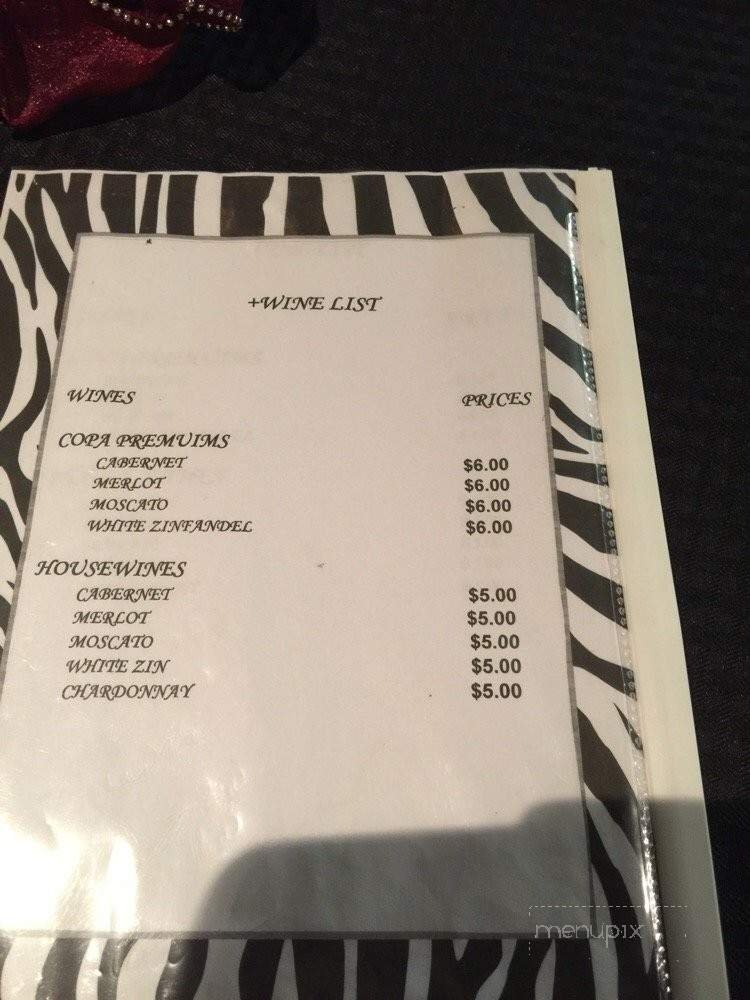 +WINE LIST
WINES PRICES
COPA PREMVIMS
CABERNET $6.00
MERLOT $6.00
MOSCATO $6.00
WHITE ZINFANDEL $6.00
HOUSEWINES
CABERNET $5.00
MERLOT $5.00
MOSCATO $5.00
WHITE ZIN $5.00
CHARDONNAY $5.00
menupix